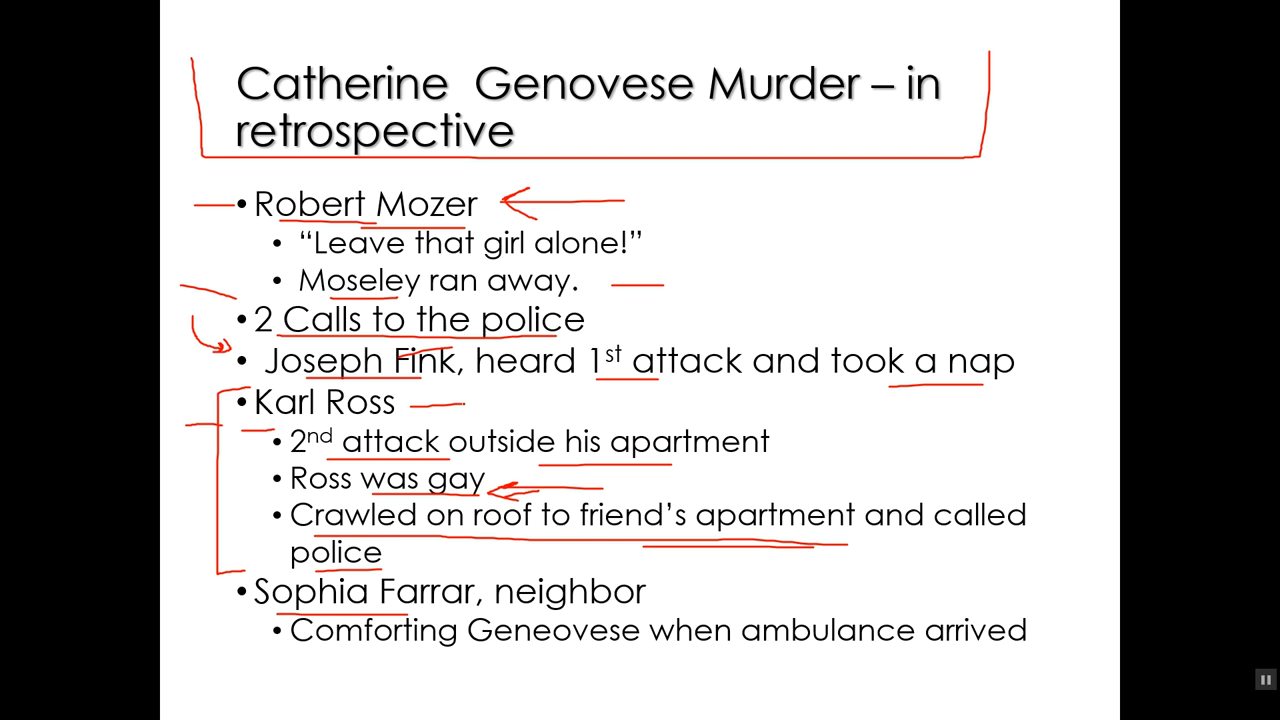 Catherine  Genovese Murder – in
retrospective
• Robert Mozer
• “Leave that girl alone!”
• Moseley ran away.
• 2 Calls to the police
• Joseph Fink, heard 1st attack and took a nap
• Karl Ross
• 2nd attack outside his apartment
• Ross was gay
• Crawled on roof to friend’s apartment and called
police
• Sophia Farrar, neighbor
• Comforting Geneovese when ambulance arrived